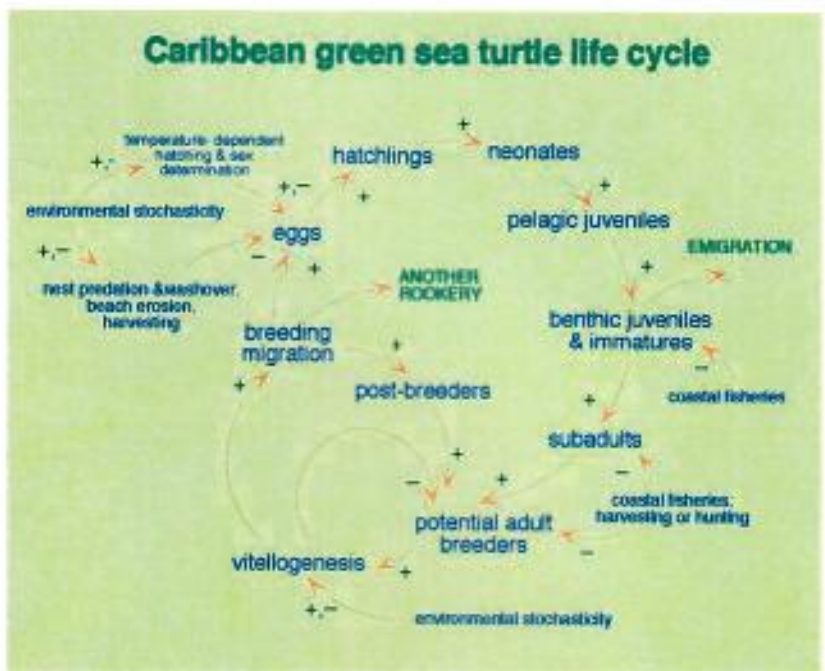 Caribbean green sea turtle life cycle
temperature- dependent
hatching & sex
determination
+,-
hatchlings
+
neonates
+
+,-
+
environmental stochasticity
eggs
pelagic juveniles
+,-
-
+
+
EMIGRATION
nest predation &washover,
beach erosion,
harvesting
ANOTHER
ROOKERY
breeding
migration
benthic juveniles
& immatures
+
-
+
post-breeders
+
coastal fisheries
subadults
+
-
+
-
coastal fisheries,
harvesting or hunting
potential adult
breeders
-
vitellogenesis
+
+,-
environmental stochasticity